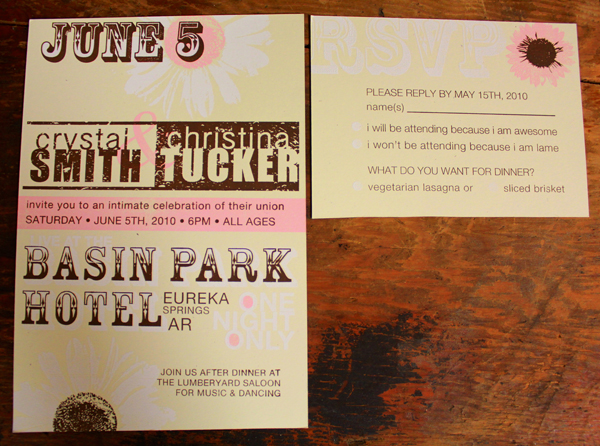 JUNE 5
crystal & christina
SMITH TUCKER
invite you to an intimate celebration of their union
SATURDAY • JUNE 5TH, 2010 • 6PM • ALL AGES
LIVE AT THE
BASIN PARK
HOTEL
EUREKA
SPRINGS
AR
ONE
NIGHT
ONLY
JOIN US AFTER DINNER AT
THE LUMBERYARD SALOON
FOR MUSIC & DANCING
RSVP
PLEASE REPLY BY MAY 15TH, 2010
name(s)
i will be attending because i am awesome
i won't be attending because i am lame
WHAT DO YOU WANT FOR DINNER?
vegetarian lasagna or sliced brisket